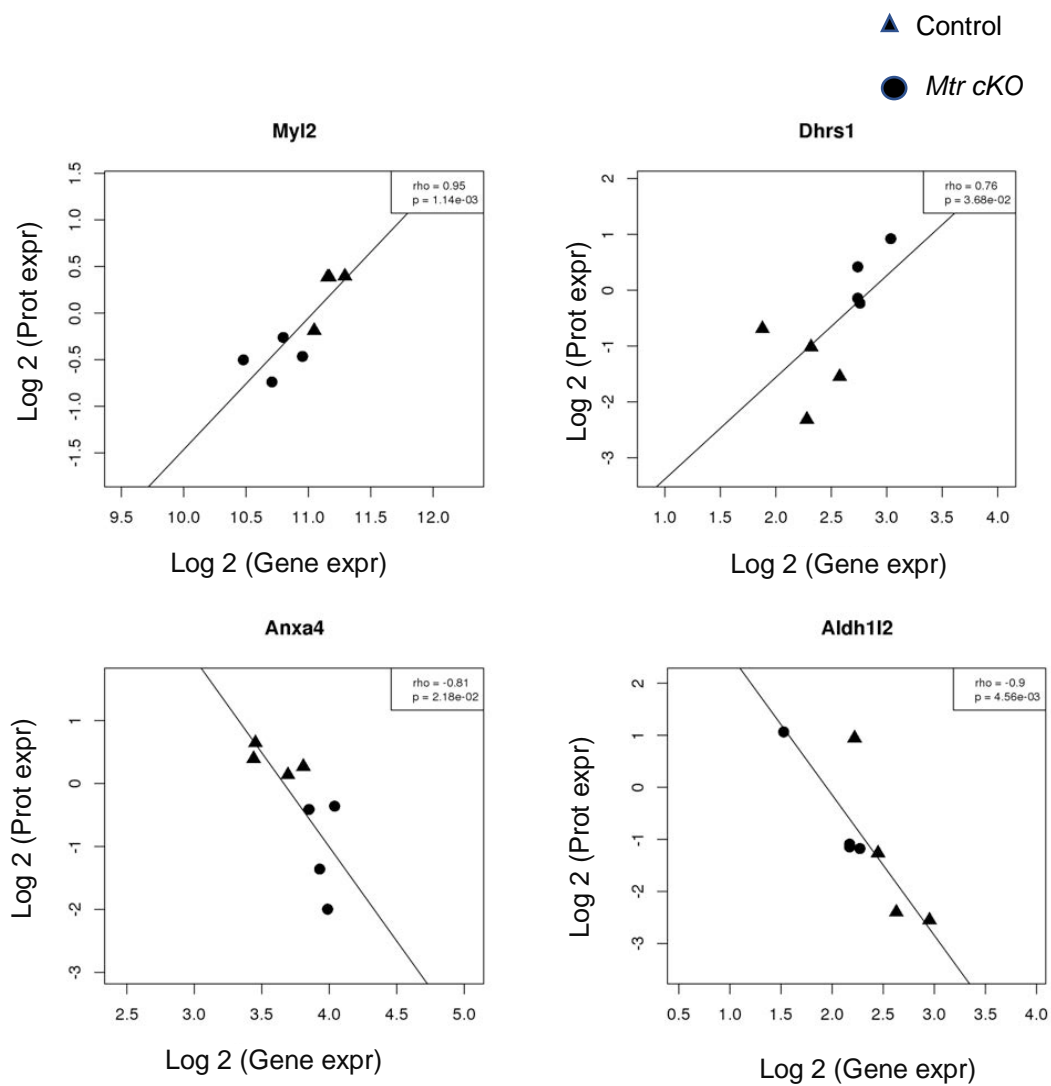 Control
Mtr cKO
Myl2
rho = 0.95
p = 1.14e-03
Log 2 (Prot expr)
1.5
1.0
0.5
0.0
-0.5
-1.0
-1.5
9.5 10.0 10.5 11.0 11.5 12.0
Log 2 (Gene expr)
Dhrs1
rho = 0.76
p = 3.68e-02
Log 2 (Prot expr)
2
1
0
-1
-2
-3
1.0 1.5 2.0 2.5 3.0 3.5 4.0
Log 2 (Gene expr)
Anxa4
rho = -0.81
p = 2.18e-02
Log 2 (Prot expr)
1
0
-1
-2
-3
2.5 3.0 3.5 4.0 4.5 5.0
Log 2 (Gene expr)
Aldh1l2
rho = -0.9
p = 4.56e-03
Log 2 (Prot expr)
2
1
0
-1
-2
-3
0.5 1.0 1.5 2.0 2.5 3.0 3.5 4.0
Log 2 (Gene expr)